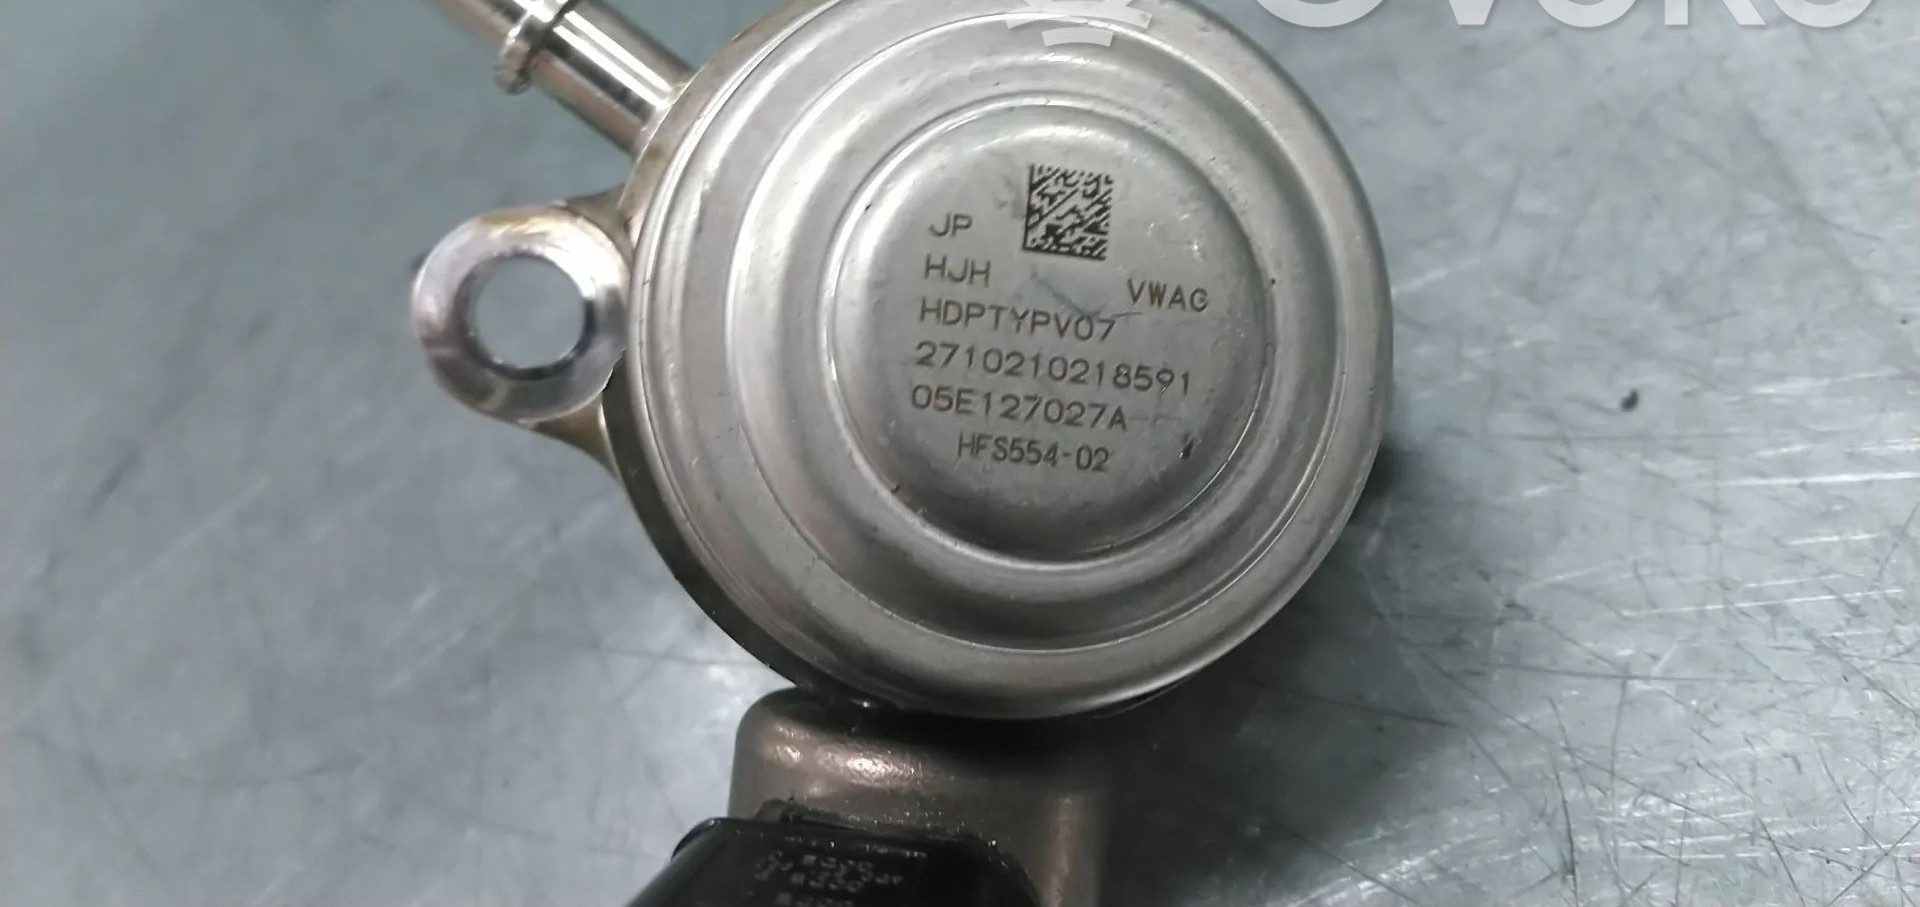 JP
HJH VWAG
HDPTYPV07
2710210218591
05E127027A
HFS554-02